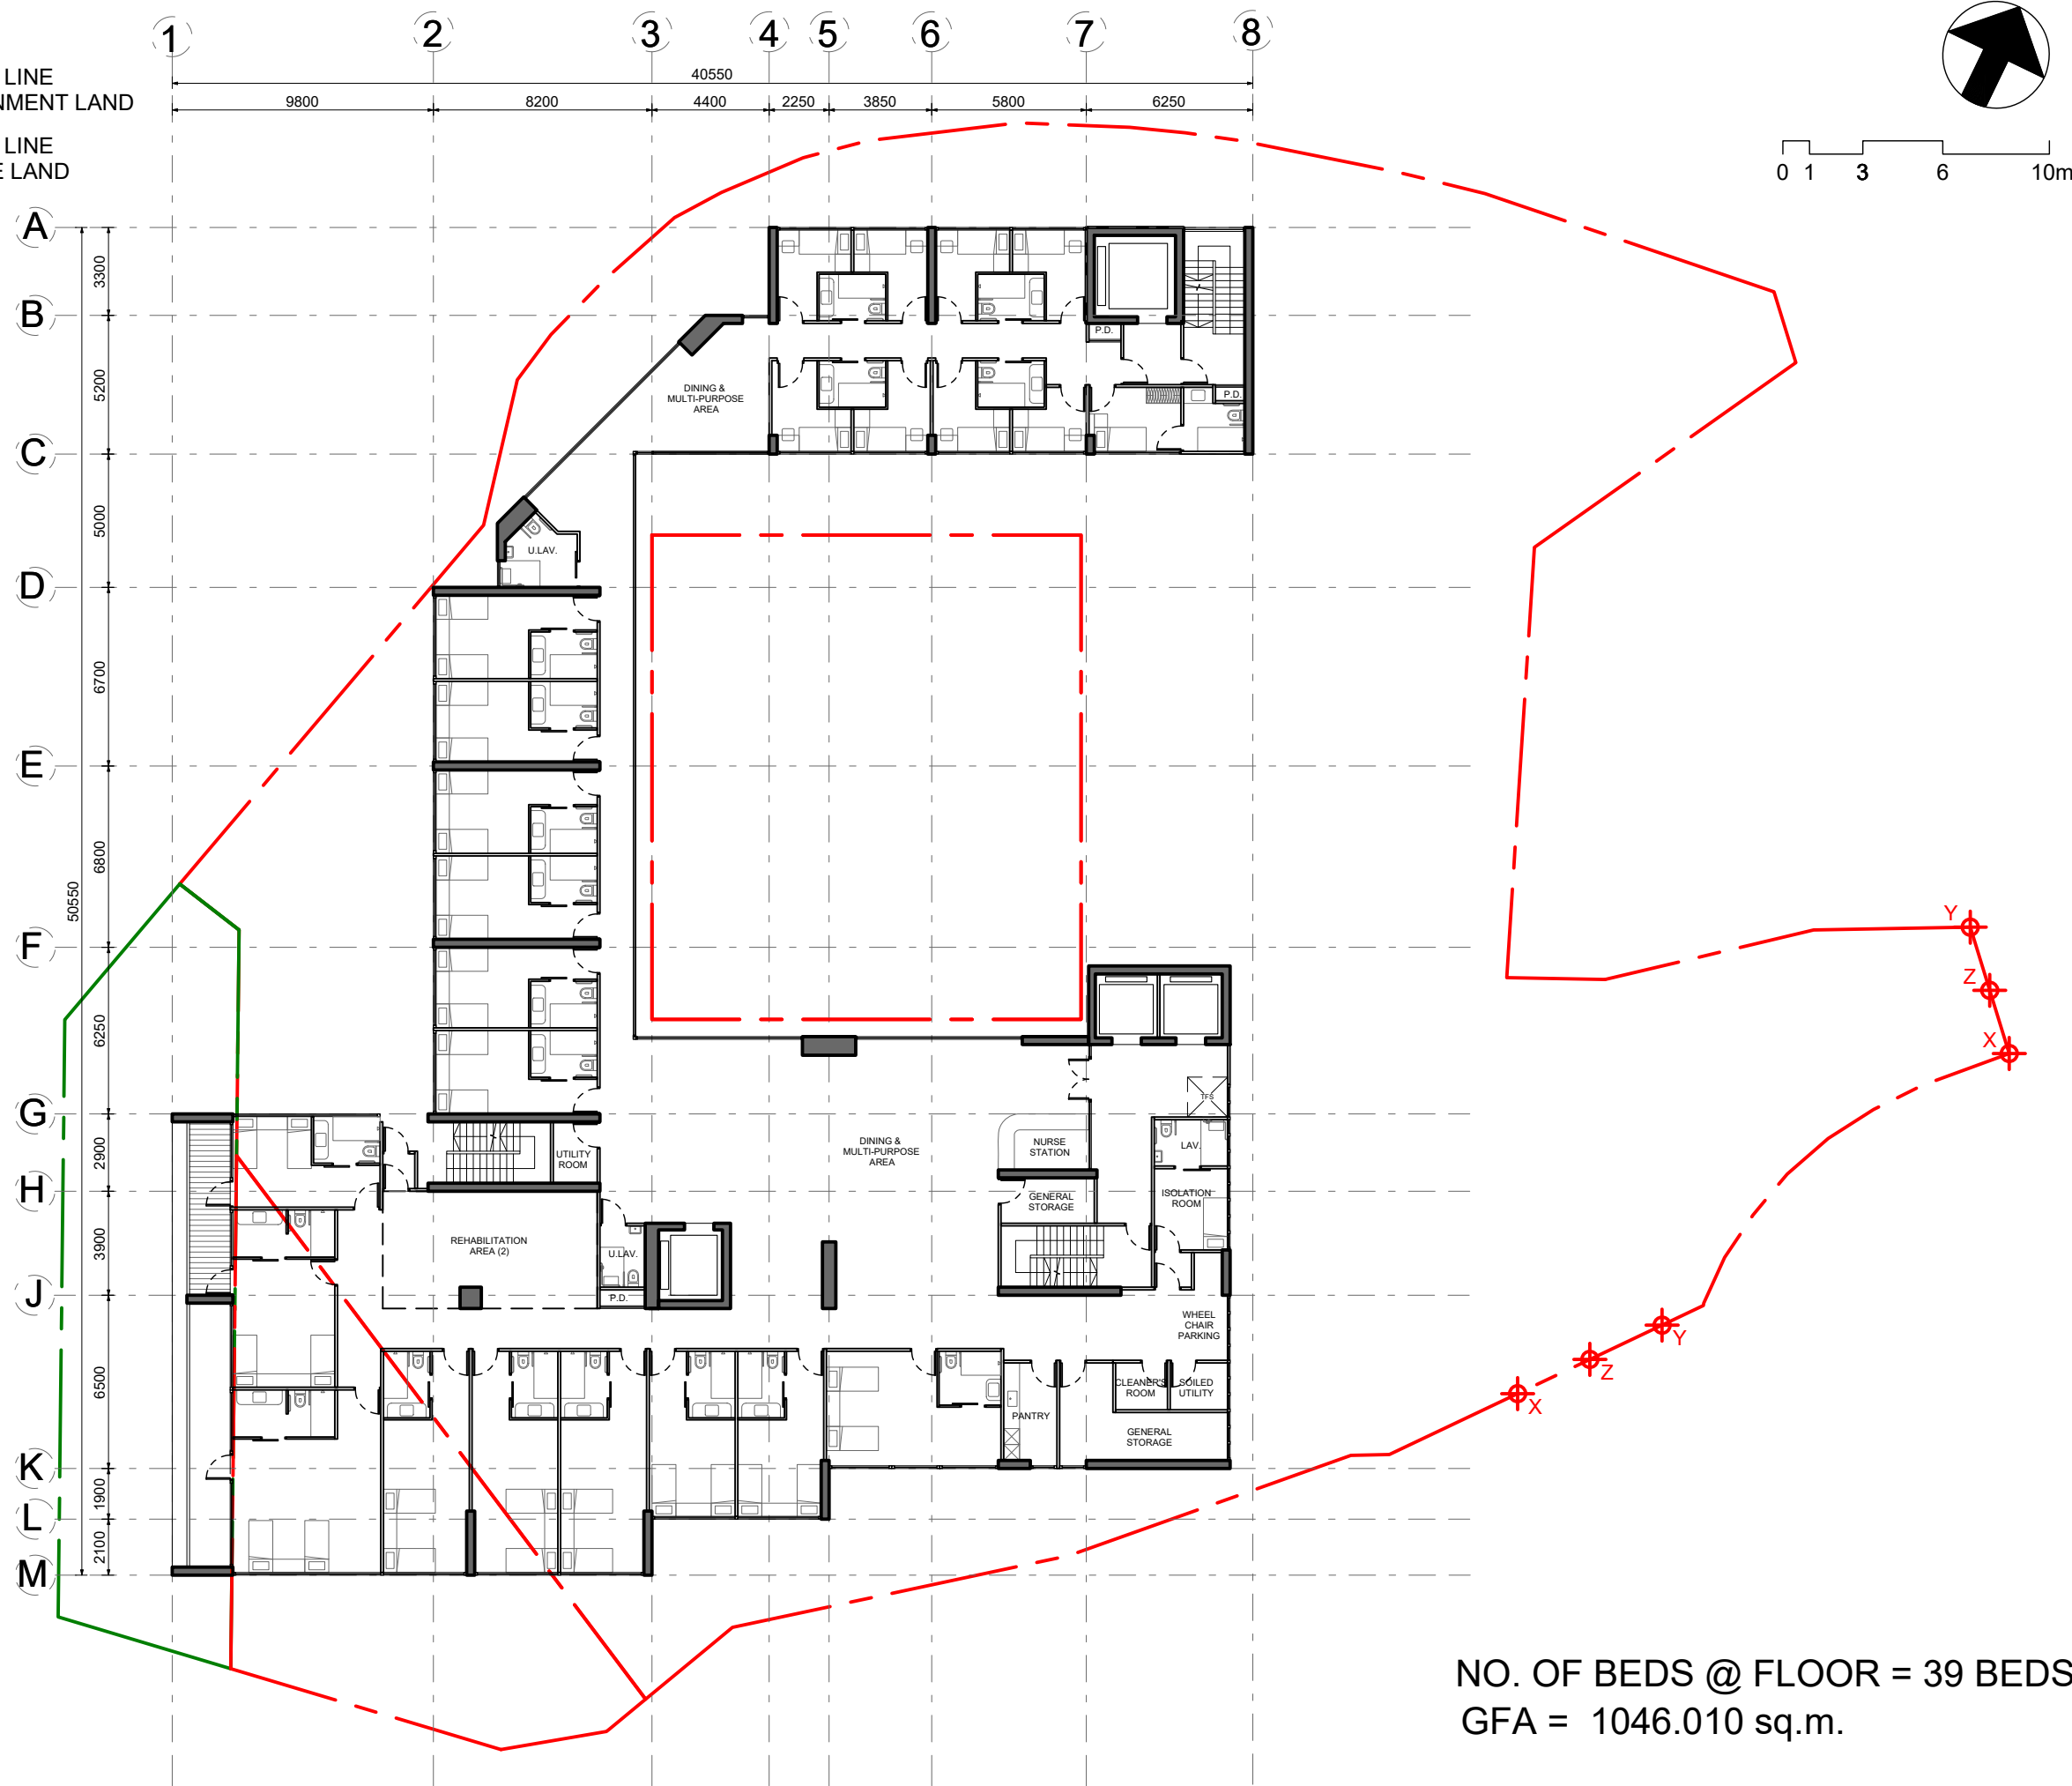 1 2 3 4 5 6 7 8
40550
9800 8200 4400 2250 3850 5800 6250
LINE
NMENT LAND
LINE
E LAND
0 1 3 6 10m
A
B
C
D
E
F
G
H
J
K
L
M
50550
3300
5200
5000
6700
6800
6250
2900
3900
6500
1900
2100
P.D.
P.D.
DINING &
MULTI-PURPOSE
AREA
U.LAV.
UTILITY
ROOM
DINING &
MULTI-PURPOSE
AREA
NURSE
STATION
TFS
LAV.
GENERAL
STORAGE
ISOLATION
ROOM
REHABILITATION
AREA (2)
U.LAV.
P.D.
WHEEL
CHAIR
PARKING
CLEANER'S
ROOM
SOILED
UTILITY
PANTRY
GENERAL
STORAGE
Y
Z
X
Y
Z
X
NO. OF BEDS @ FLOOR = 39 BEDS
GFA = 1046.010 sq.m.